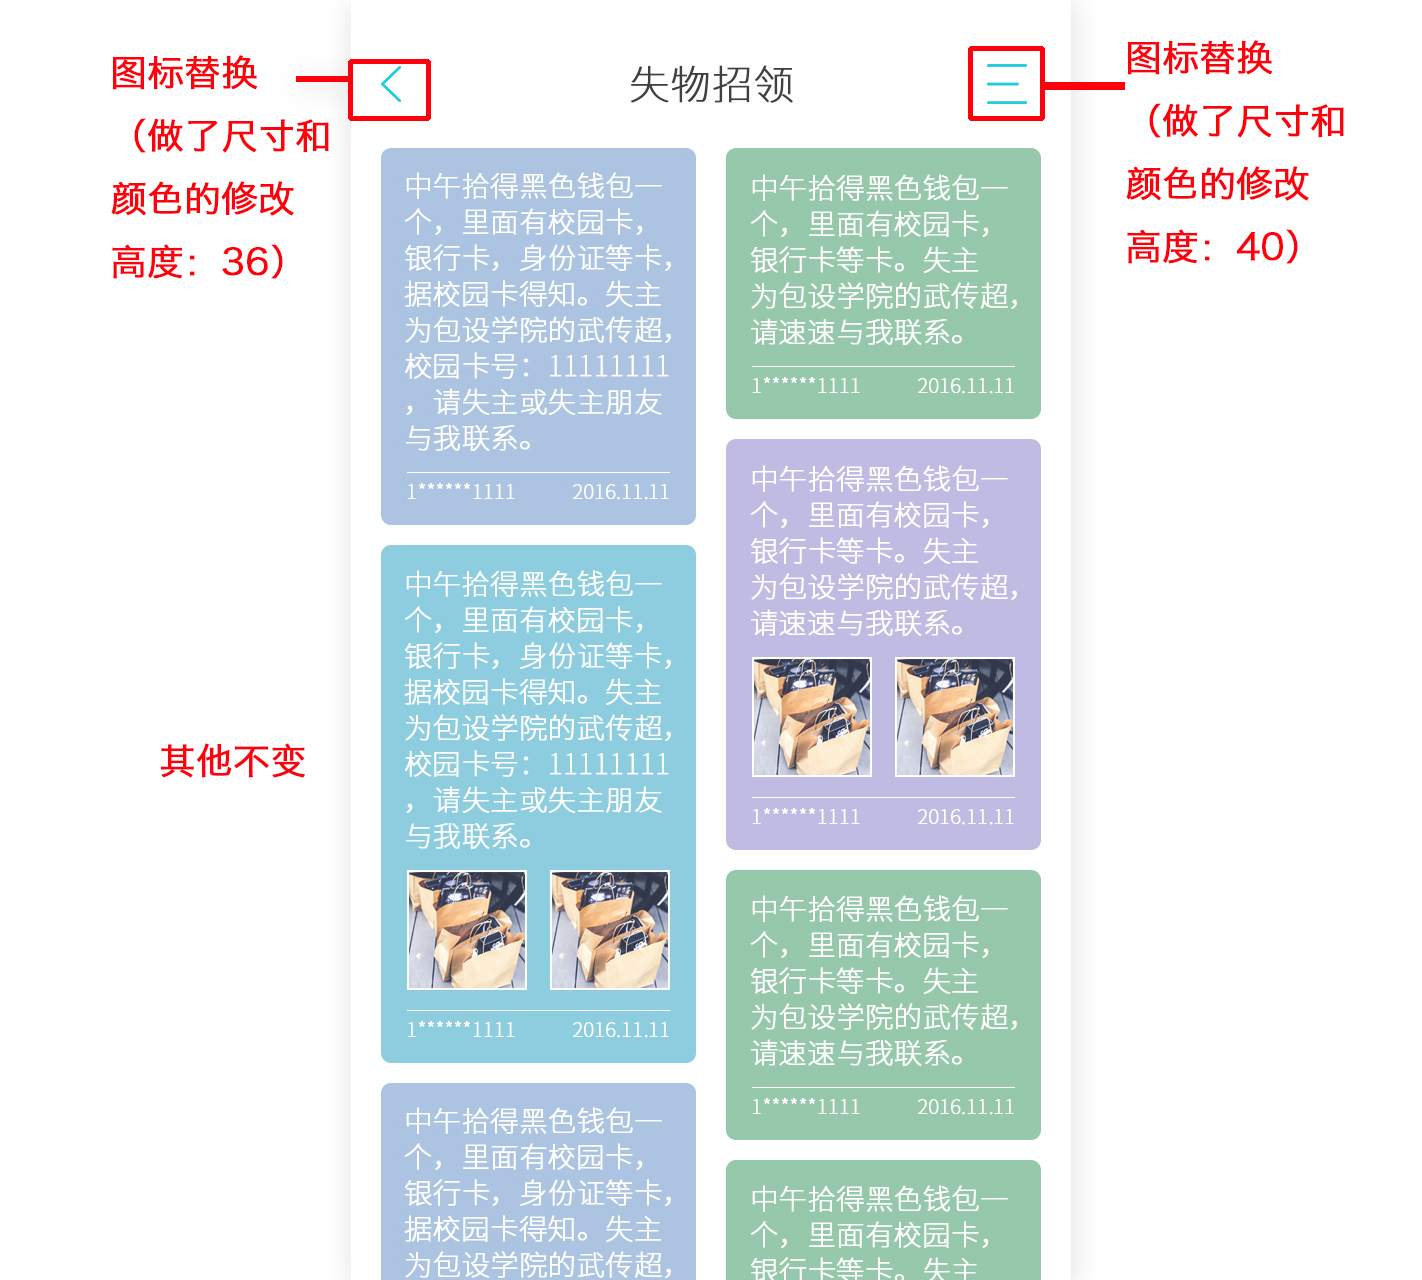 图标替换
（做了尺寸和
颜色的修改
高度：36）
失物招领
图标替换
（做了尺寸和
颜色的修改
高度：40）
其他不变
中午拾得黑色钱包一
个，里面有校园卡，
银行卡，身份证等卡，
据校园卡得知。失主
为包设学院的武传超，
校园卡号：11111111
，请失主或失主朋友
与我联系。
1******1111
2016.11.11
中午拾得黑色钱包一
个，里面有校园卡，
银行卡，身份证等卡，
据校园卡得知。失主
为包设学院的武传超，
校园卡号：11111111
，请失主或失主朋友
与我联系。
1******1111
2016.11.11
中午拾得黑色钱包一
个，里面有校园卡，
银行卡，身份证等卡，
据校园卡得知。失主
为包设学院的武传超，
中午拾得黑色钱包一
个，里面有校园卡，
银行卡等卡。失主
为包设学院的武传超，
请速速与我联系。
1******1111
2016.11.11
中午拾得黑色钱包一
个，里面有校园卡，
银行卡等卡。失主
为包设学院的武传超，
请速速与我联系。
1******1111
2016.11.11
中午拾得黑色钱包一
个，里面有校园卡，
银行卡等卡。失主
为包设学院的武传超，
请速速与我联系。
1******1111
2016.11.11
中午拾得黑色钱包一
个，里面有校园卡，
银行卡等卡。失主